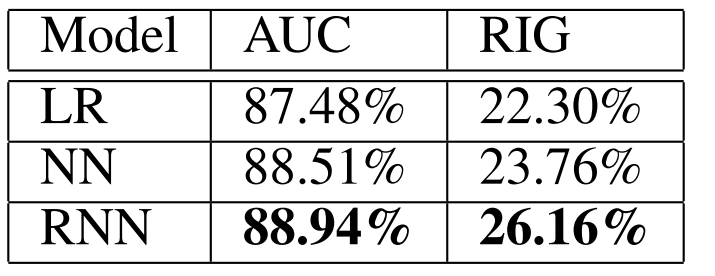 Model AUC RIG
LR 87.48% 22.30%
NN 88.51% 23.76%
RNN 88.94% 26.16%